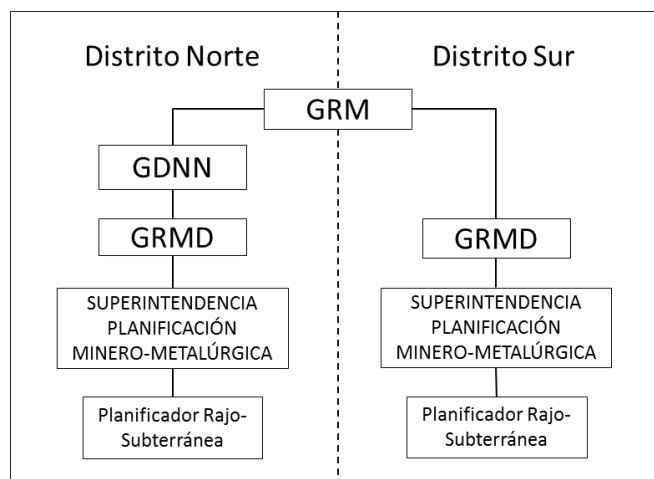 Distrito Norte
Distrito Sur
GRM
GDNN
GRMD
GRMD
SUPERINTENDENCIA
PLANIFICACIÓN
MINERO-METALÚRGICA
SUPERINTENDENCIA
PLANIFICACIÓN
MINERO-METALÚRGICA
Planificador Rajo-
Subterránea
Planificador Rajo-
Subterránea